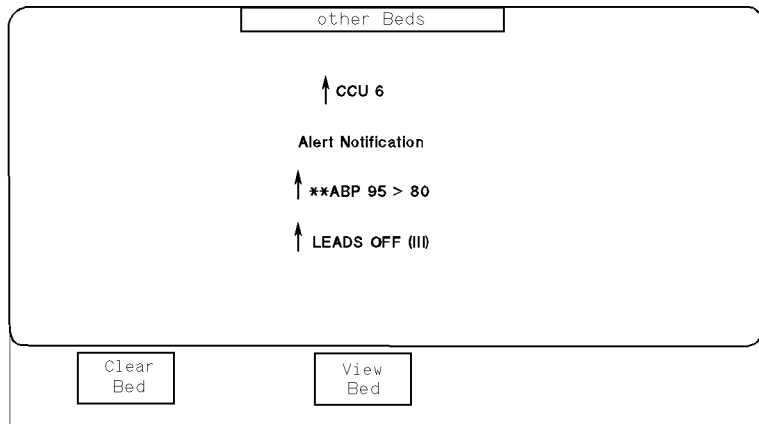 other Beds
↑ CCU 6
Alert Notification
↑ **ABP 95 > 80
↑ LEADS OFF (III)
Clear
Bed
View
Bed